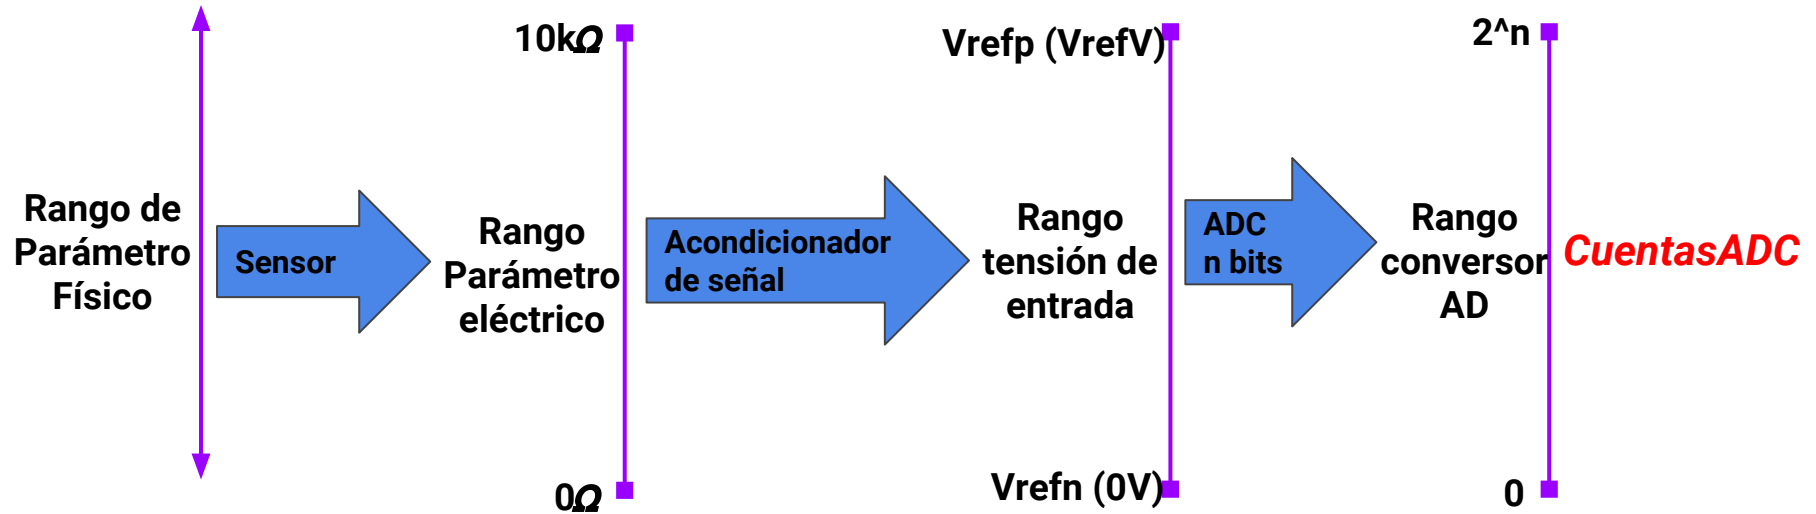 Rango de
Parámetro
Físico
Sensor
10kΩ
Rango
Parámetro
eléctrico
0Ω
Acondicionador
de señal
Vrefp (VrefV)
Rango
tensión de
entrada
Vrefn (0V)
ADC
n bits
2^n
Rango
conversor
AD
0
CuentasADC